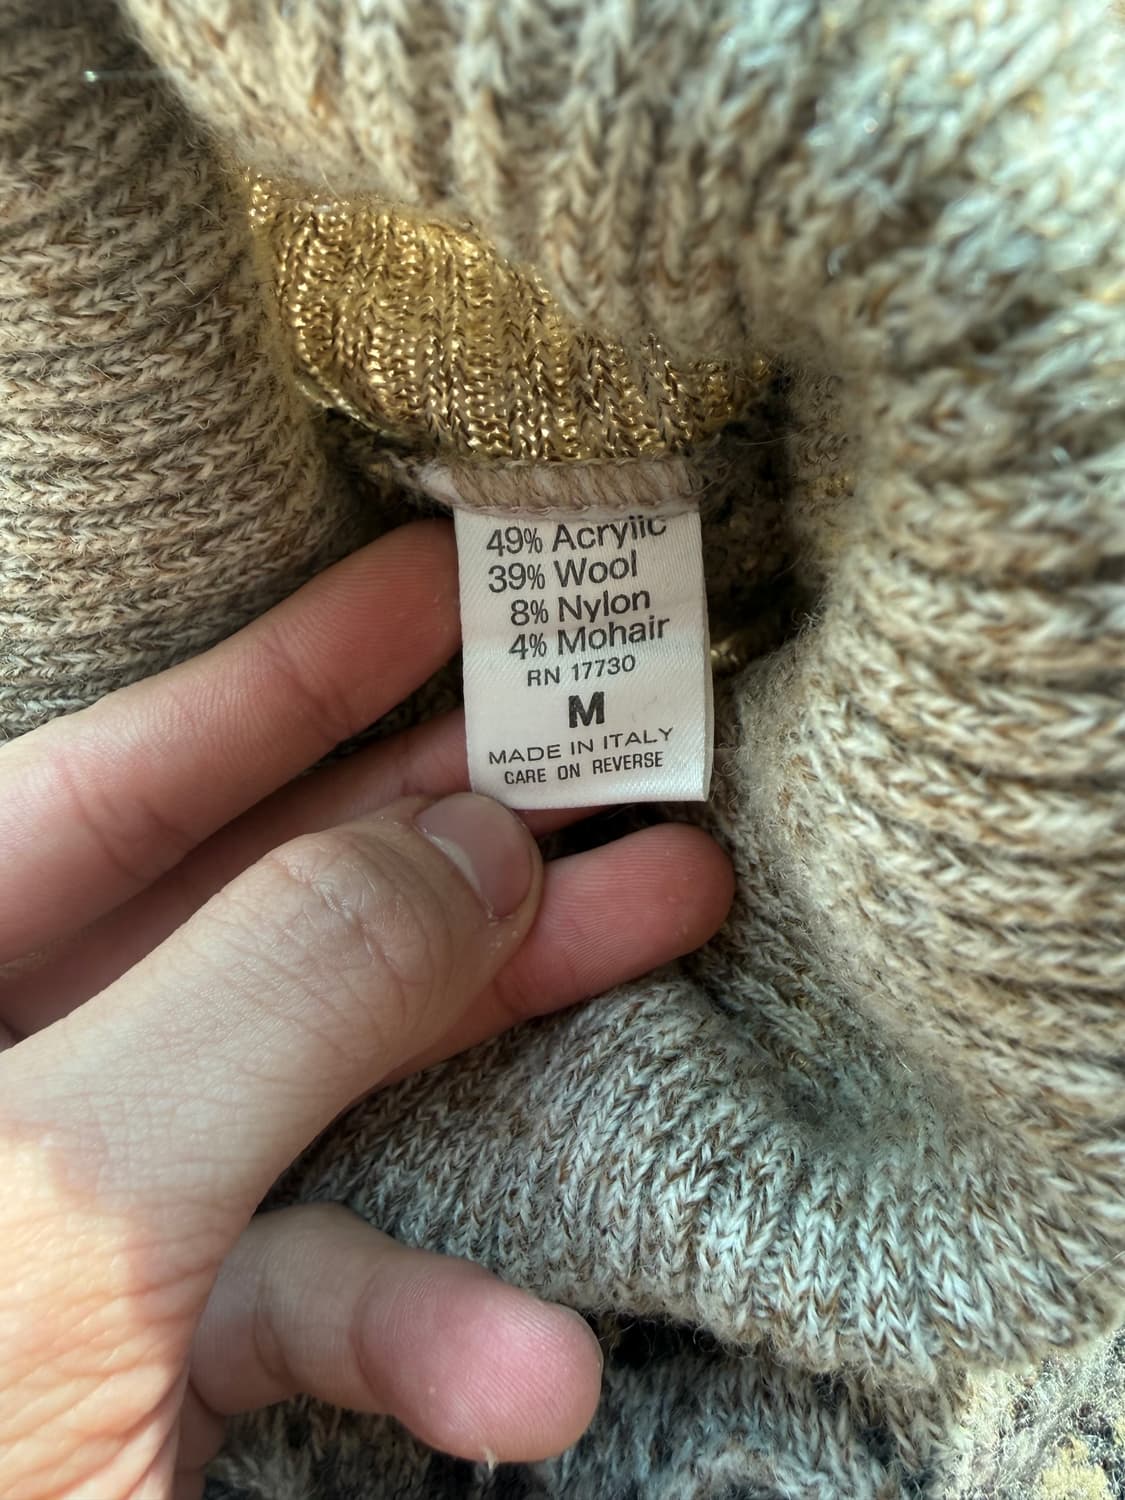 49% Acrylic
39% Wool
8% Nylon
4% Mohair
RN 17730
M
MADE IN ITALY
CARE ON REVERSE